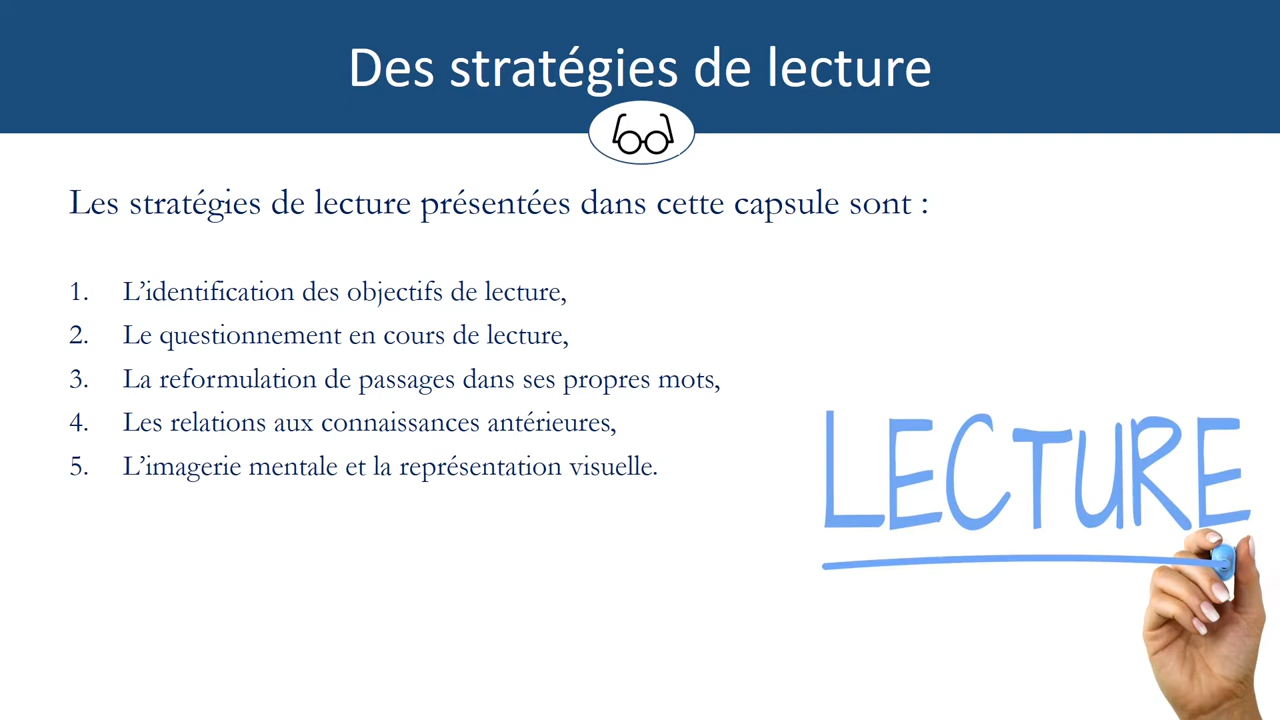 Des stratégies de lecture
Les stratégies de lecture présentées dans cette capsule sont :
1. L’identification des objectifs de lecture,
2. Le questionnement en cours de lecture,
3. La reformulation de passages dans ses propres mots,
4. Les relations aux connaissances antérieures,
5. L’imagerie mentale et la représentation visuelle.
LECTURE